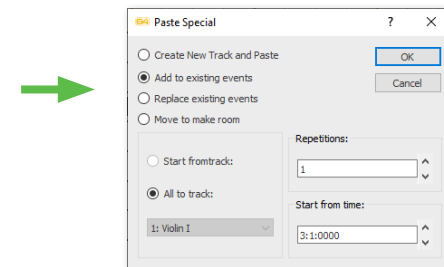 64 Paste Special ? ×
Create New Track and Paste
OK
Add to existing events
Cancel
Replace existing events
Move to make room
Start fromtrack:
All to track:
1: Violin I
Repetitions:
1
Start from time:
3:1:0000